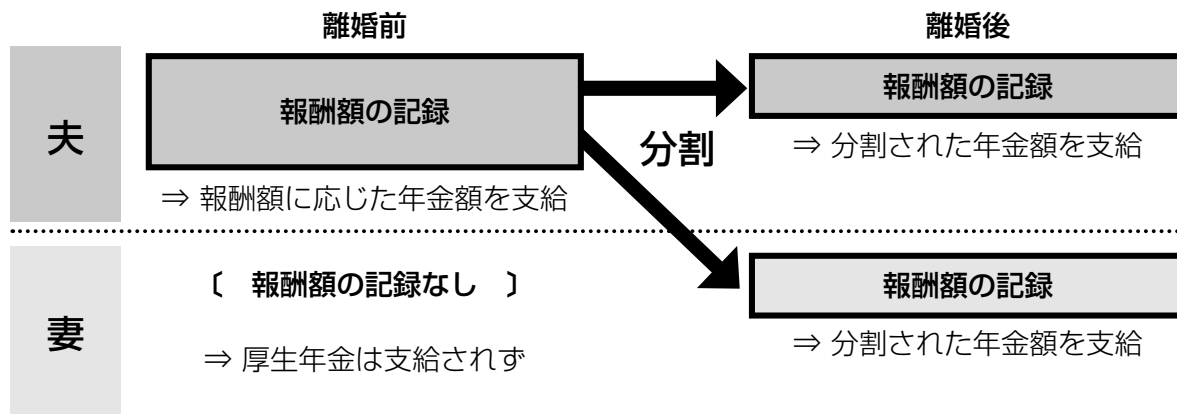 離婚前
離婚後
夫
報酬額の記録
⇒ 報酬額に応じた年金額を支給
分割
報酬額の記録
⇒ 分割された年金額を支給
妻
〔 報酬額の記録なし 〕
⇒ 厚生年金は支給されず
報酬額の記録
⇒ 分割された年金額を支給